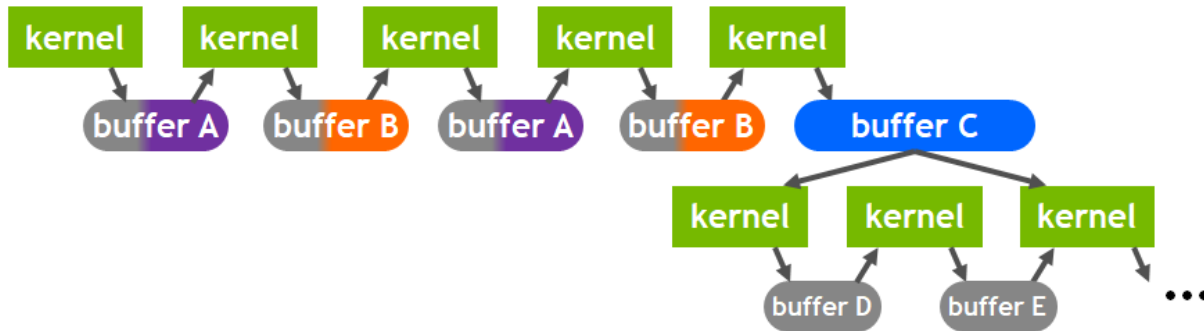 kernel kernel kernel kernel kernel
buffer A buffer B buffer A buffer B buffer C
kernel kernel kernel
buffer D buffer E ...